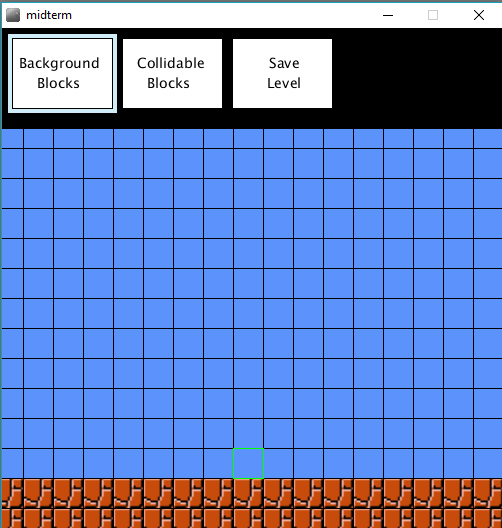 midterm
Background
Blocks
Collidable
Blocks
Save
Level